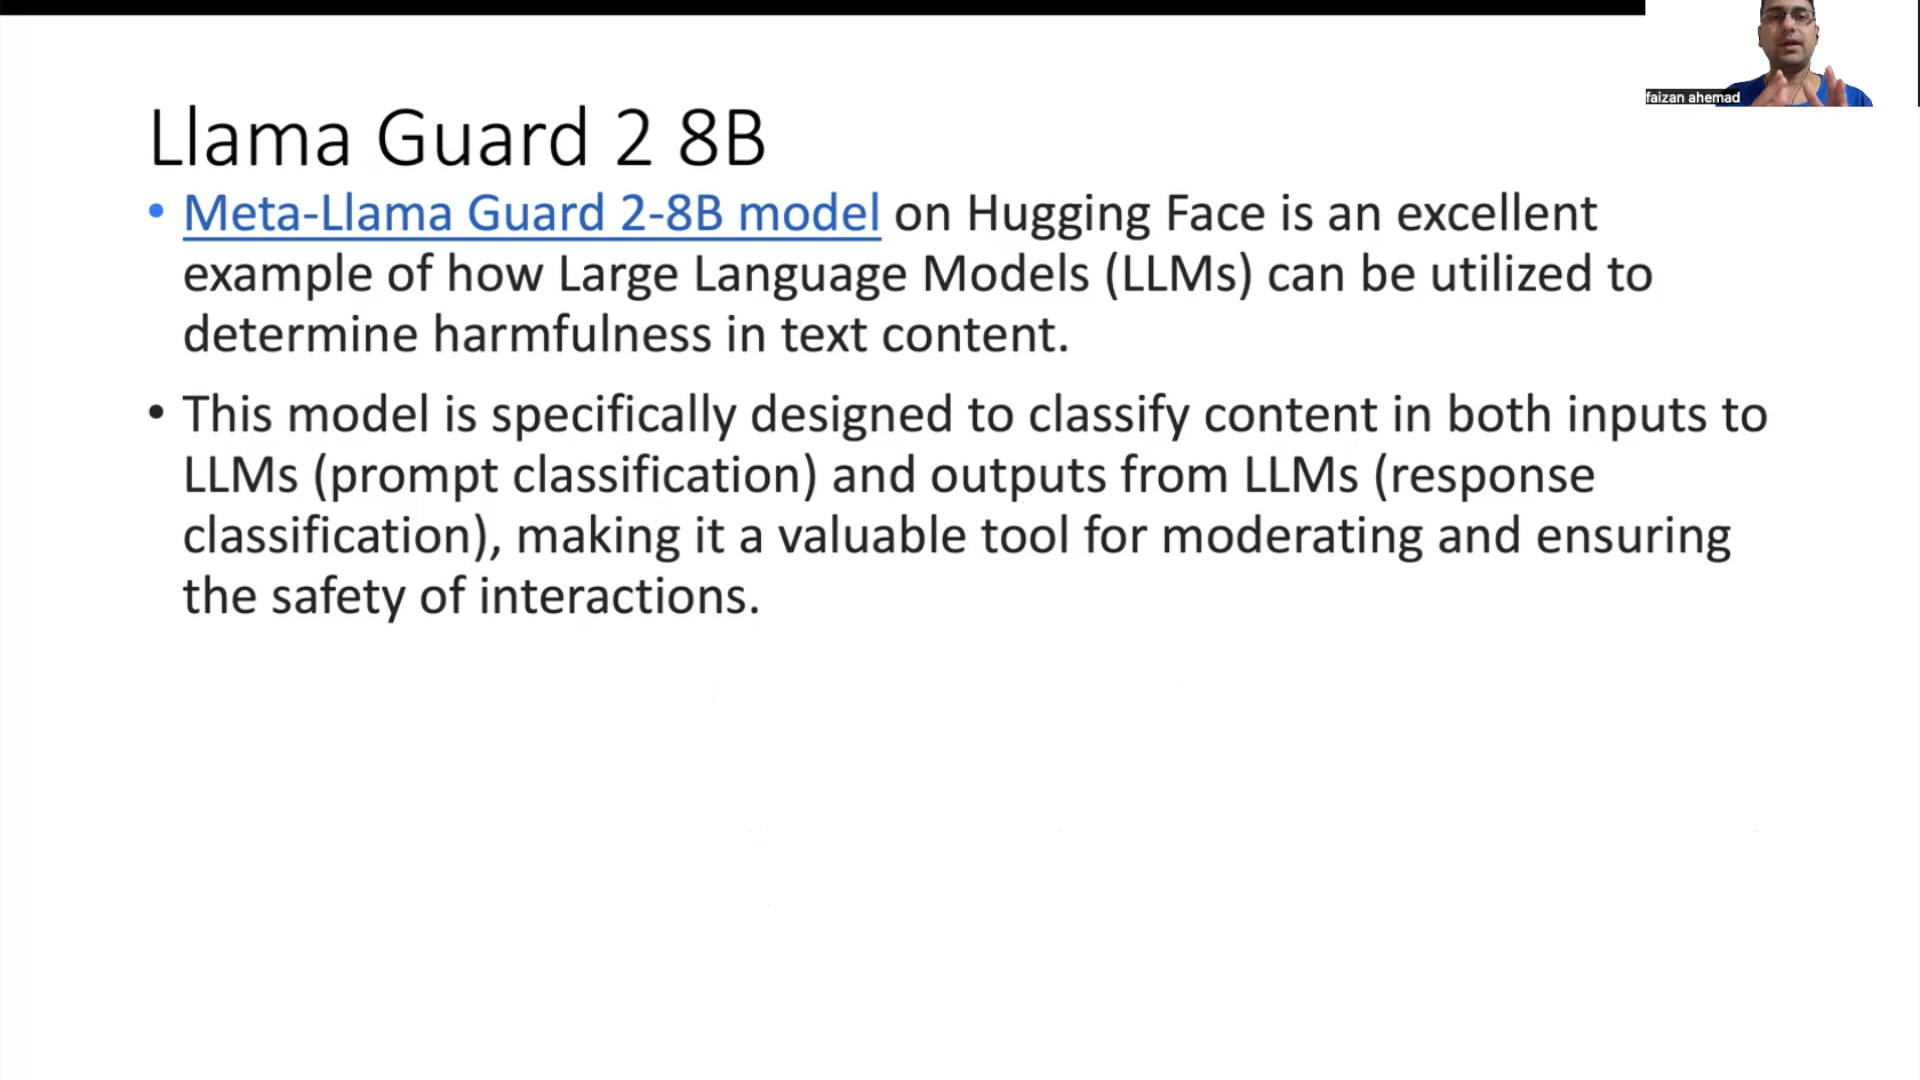 faizan ahemad
Llama Guard 2 8B
• Meta-Llama Guard 2-8B model on Hugging Face is an excellent
example of how Large Language Models (LLMs) can be utilized to
determine harmfulness in text content.
• This model is specifically designed to classify content in both inputs to
LLMs (prompt classification) and outputs from LLMs (response
classification), making it a valuable tool for moderating and ensuring
the safety of interactions.